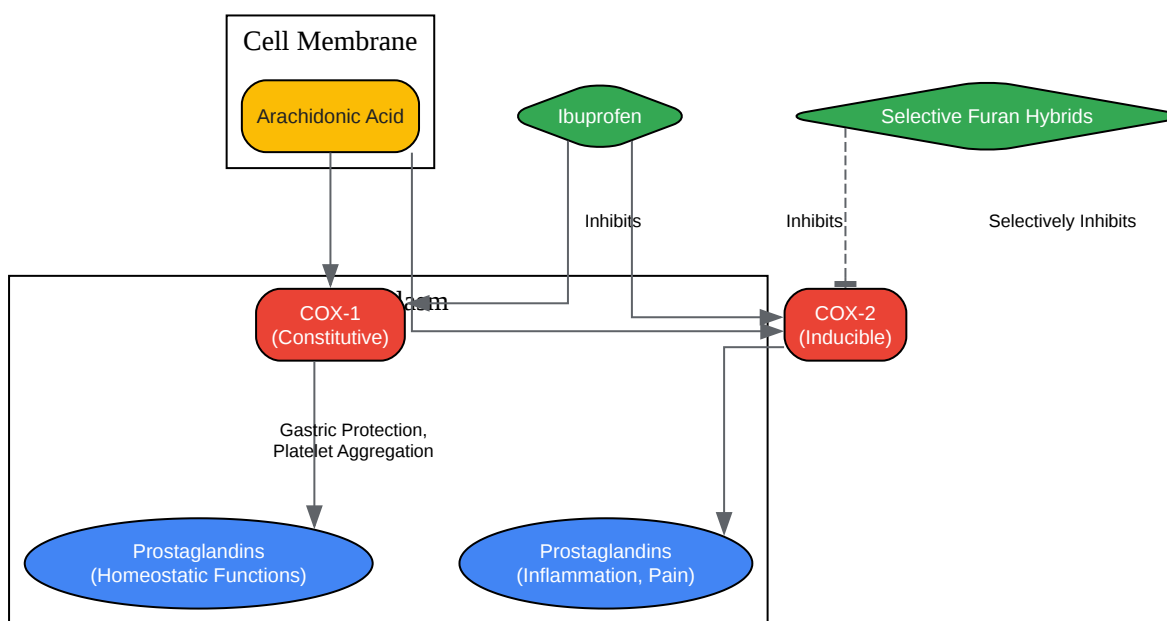 Cell Membrane
Arachidonic Acid
Ibuprofen
Selective Furan Hybrids
Inhibits
Inhibits
Selectively Inhibits
COX-1
(Constitutive)
COX-2
(Inducible)
Gastric Protection,
Platelet Aggregation
Prostaglandins
(Homeostatic Functions)
Prostaglandins
(Inflammation, Pain)